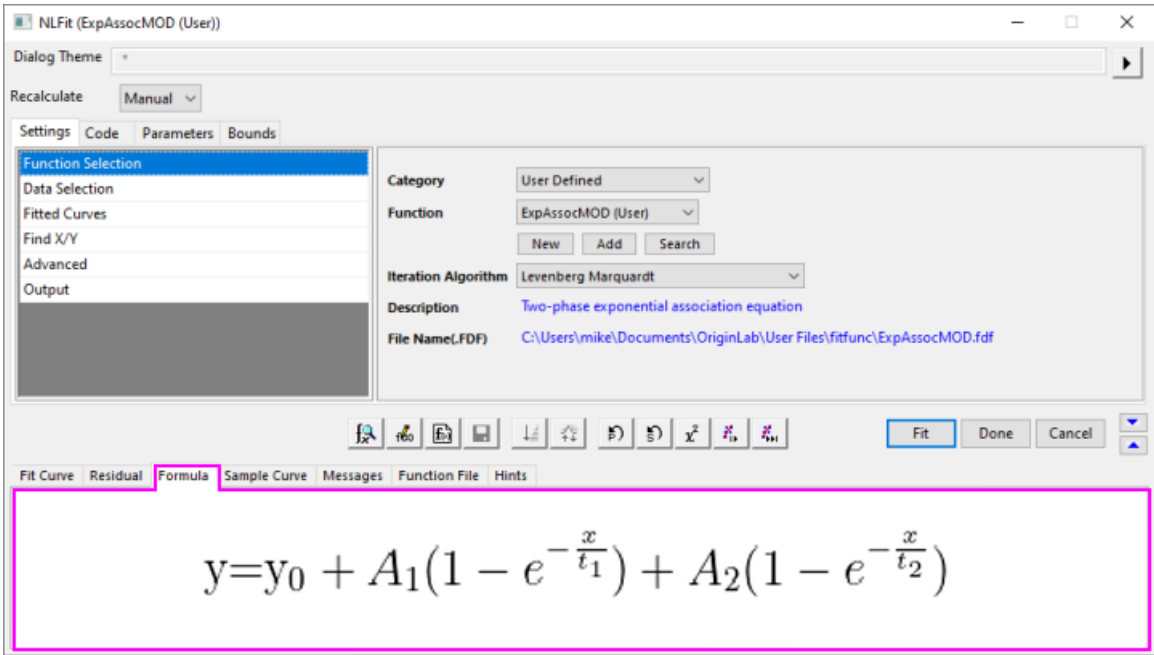 NLFit (ExpAssocMOD (User))
Dialog Theme *
Recalculate Manual
Settings Code Parameters Bounds
Function Selection
Data Selection
Fitted Curves
Find X/Y
Advanced
Output
Category User Defined
Function ExpAssocMOD (User)
New Add Search
Iteration Algorithm Levenberg Marquardt
Description Two-phase exponential association equation
File Name(.FDF) C:\Users\mike\Documents\OriginLab\User Files\fitfunc\ExpAssocMOD.fdf
Fit Done Cancel
Fit Curve Residual Formula Sample Curve Messages Function File Hints
y=y₀ + A₁(1 − e^(−x/t₁)) + A₂(1 − e^(−x/t₂))